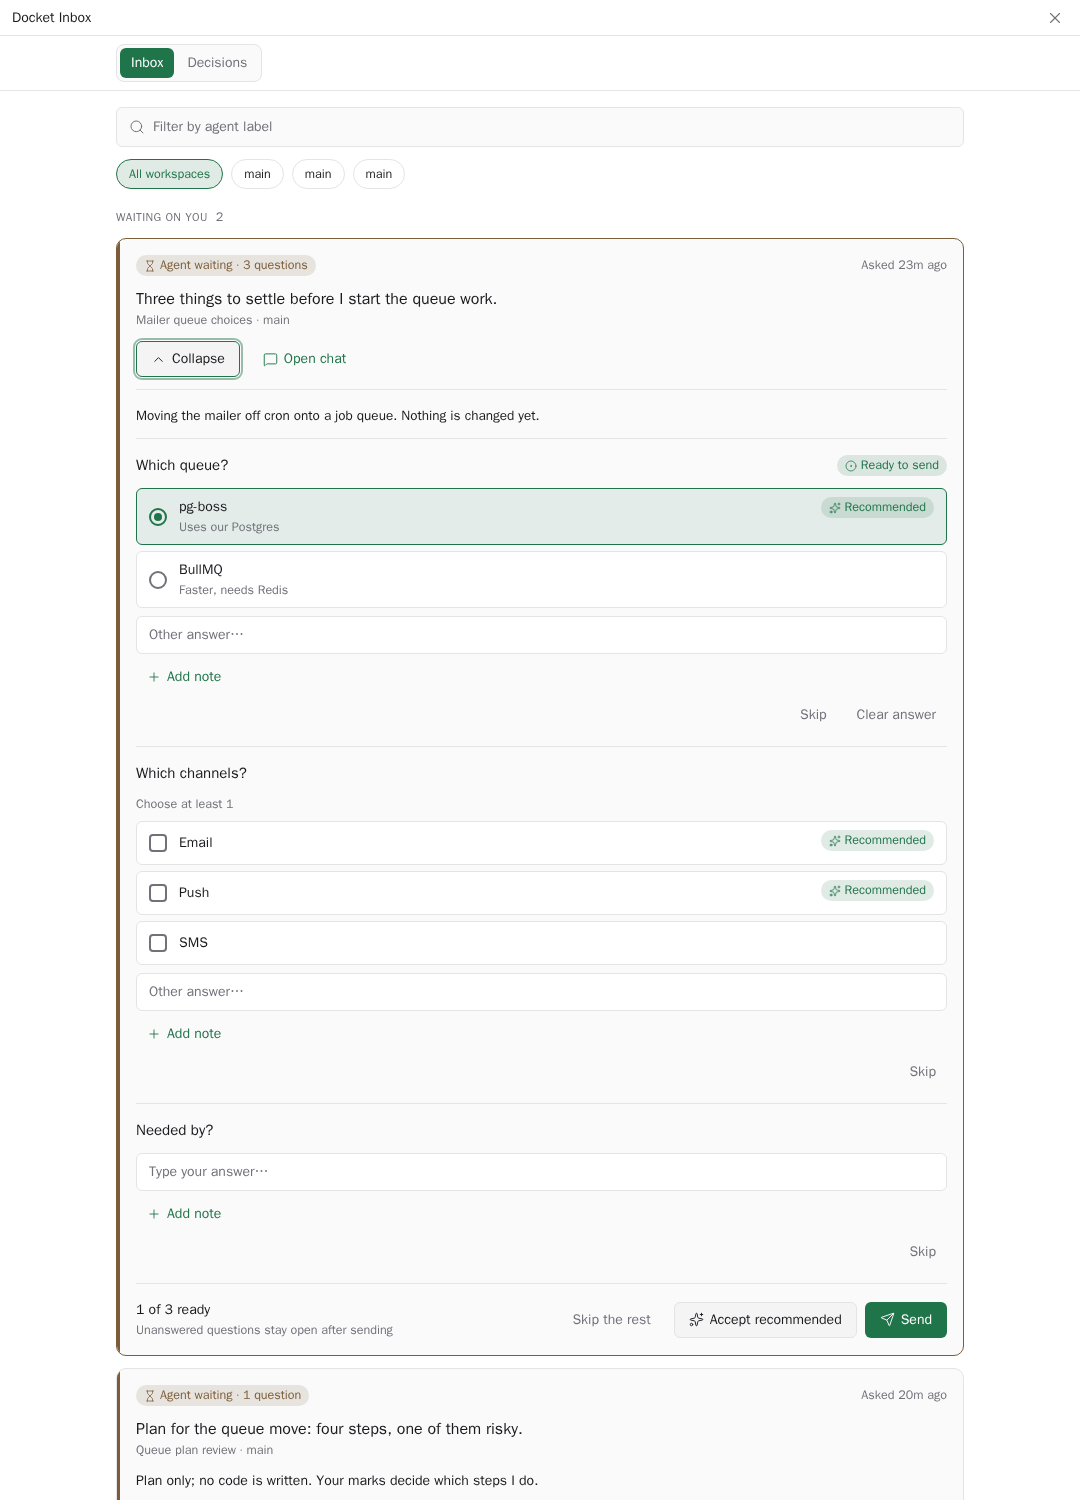 Docket Inbox
Inbox
Decisions
Filter by agent label
All workspaces
main
main
main
WAITING ON YOU 2
Agent waiting · 3 questions
Asked 23m ago
Three things to settle before I start the queue work.
Mailer queue choices · main
Collapse
Open chat
Moving the mailer off cron onto a job queue. Nothing is changed yet.
Which queue?
Ready to send
pg-boss
Recommended
Uses our Postgres
BullMQ
Faster, needs Redis
Other answer…
Add note
Skip
Clear answer
Which channels?
Choose at least 1
Email
Recommended
Push
Recommended
SMS
Other answer…
Add note
Skip
Needed by?
Type your answer…
Add note
Skip
1 of 3 ready
Unanswered questions stay open after sending
Skip the rest
Accept recommended
Send
Agent waiting · 1 question
Asked 20m ago
Plan for the queue move: four steps, one of them risky.
Queue plan review · main
Plan only; no code is written. Your marks decide which steps I do.